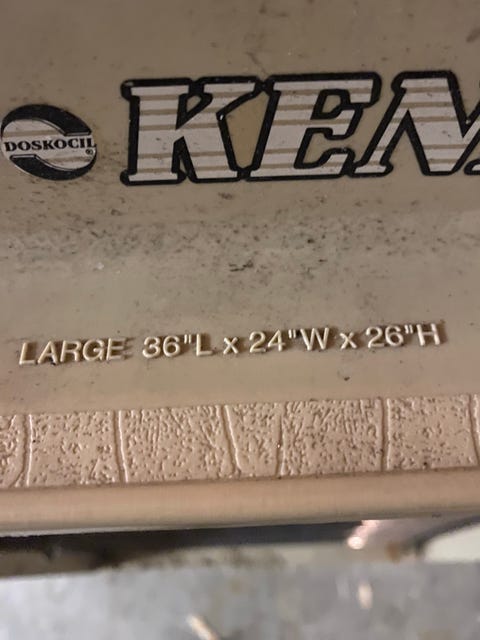 DOSKOCIL®
KEN
LARGE 36"L x 24"W x 26"H